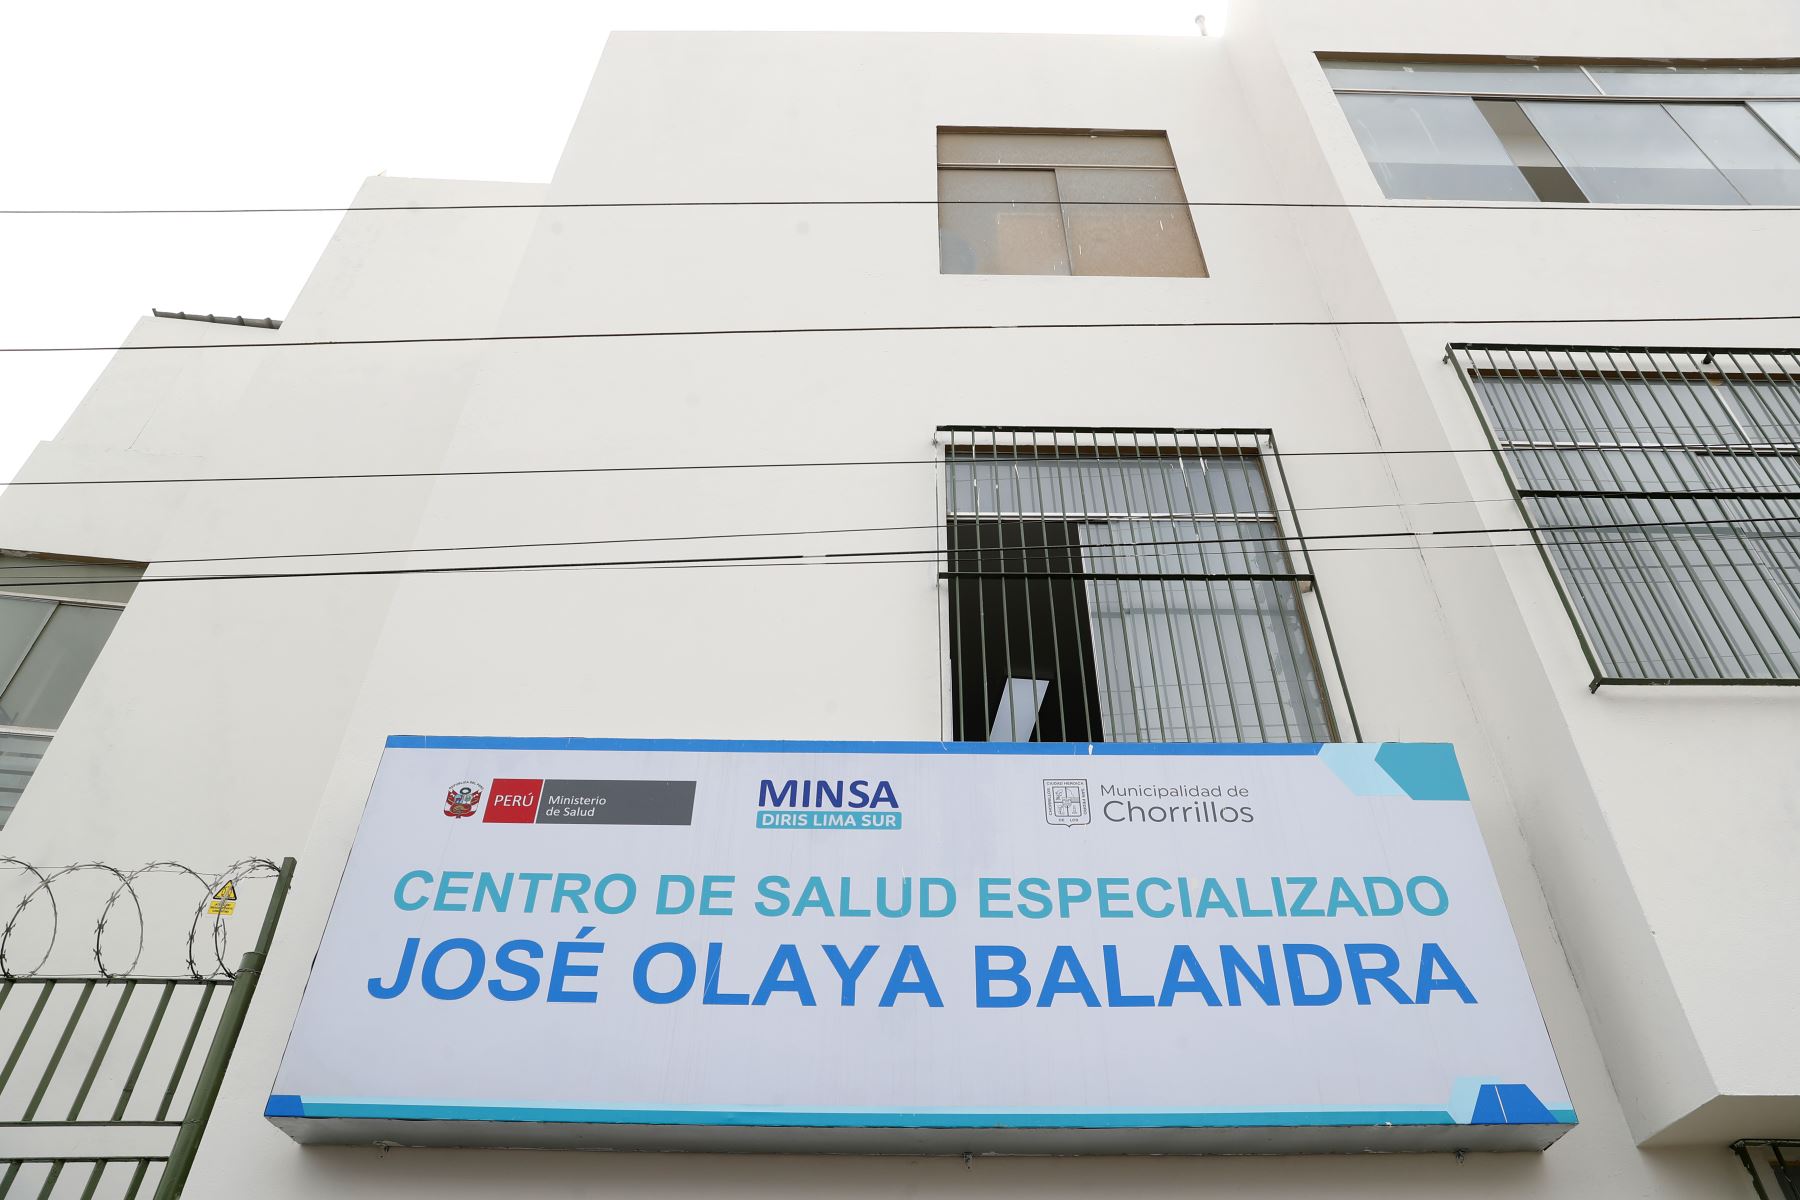 PERÚ
Ministerio
de Salud
MINSA
DIRIS LIMA SUR
Municipalidad de
Chorrillos
CENTRO DE SALUD ESPECIALIZADO
JOSÉ OLAYA BALANDRA